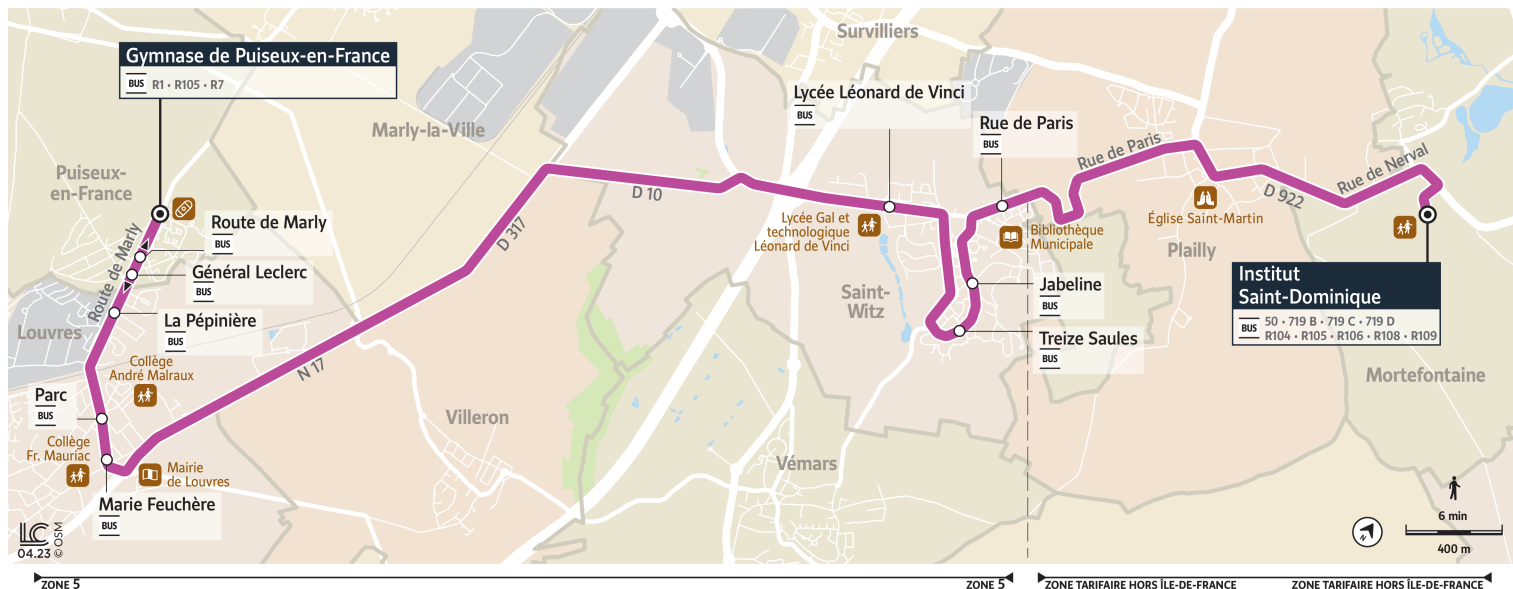 Survilliers
Gymnase de Puiseux-en-France
BUS R1 • R105 • R7
Lycée Léonard de Vinci
BUS
Rue de Paris
BUS
Marly-la-Ville
Rue de Paris
Rue de Nerval
Puiseux-
en-France
D 10
D 922
Route de Marly
BUS
Lycée Gal et
technologique
Léonard de Vinci
Bibliothèque
Municipale
Église Saint-Martin
Plailly
D 317
Route de Marly
Général Leclerc
BUS
Institut
Saint-Dominique
BUS 50 • 719 B • 719 C • 719 D
R104 • R105 • R106 • R108 • R109
Saint-
Witz
Jabeline
BUS
La Pépinière
BUS
Louvres
Treize Saules
BUS
Collège
André Malraux
N 17
Mortefontaine
Parc
BUS
Villeron
Collège
Fr. Mauriac
Mairie
de Louvres
Vémars
Marie Feuchère
BUS
6 min
400 m
N
LC
04.23 © OSM
ZONE 5
ZONE 5
ZONE TARIFAIRE HORS ÎLE-DE-FRANCE
ZONE TARIFAIRE HORS ÎLE-DE-FRANCE